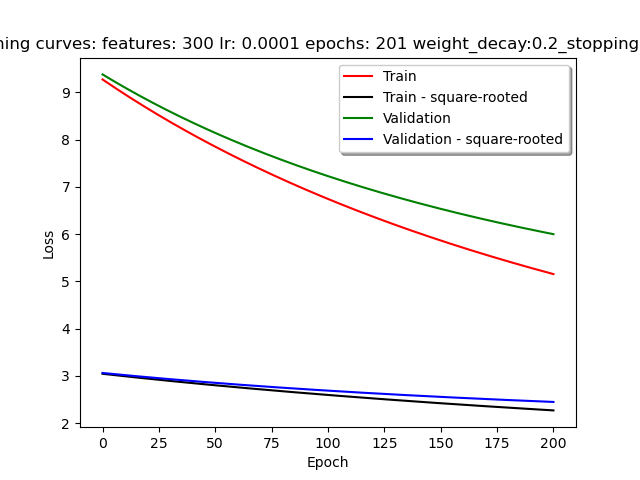 ning curves: features: 300 lr: 0.0001 epochs: 201 weight_decay:0.2_stopping
Train
Train - square-rooted
Validation
Validation - square-rooted
Loss
9
8
7
6
5
4
3
2
0 25 50 75 100 125 150 175 200
Epoch